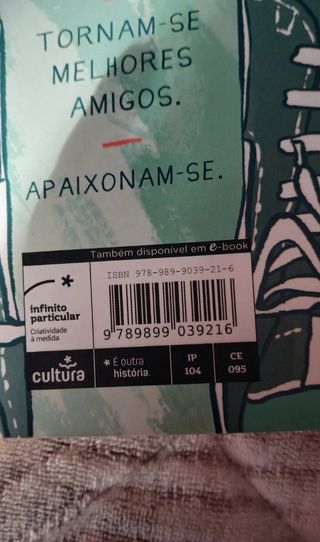 TORNAM-SE
MELHORES
AMIGOS.
APAIXONAM-SE.
Também disponível em e-book
infinito
particular
Criatividade
à medida
ISBN 978-989-9039-21-6
9 789899 039216
cultura
* É outra
história.
IP
104
CE
095